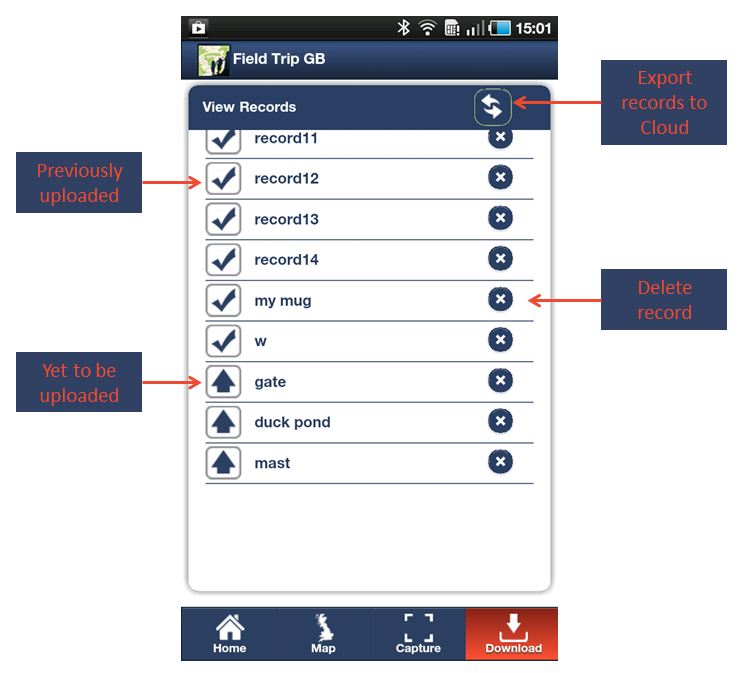 15:01
Field Trip GB
Export
records to
Cloud
View Records
record11
Previously
uploaded
record12
record13
record14
my mug
Delete
record
w
Yet to be
uploaded
gate
duck pond
mast
Home
Map
Capture
Download